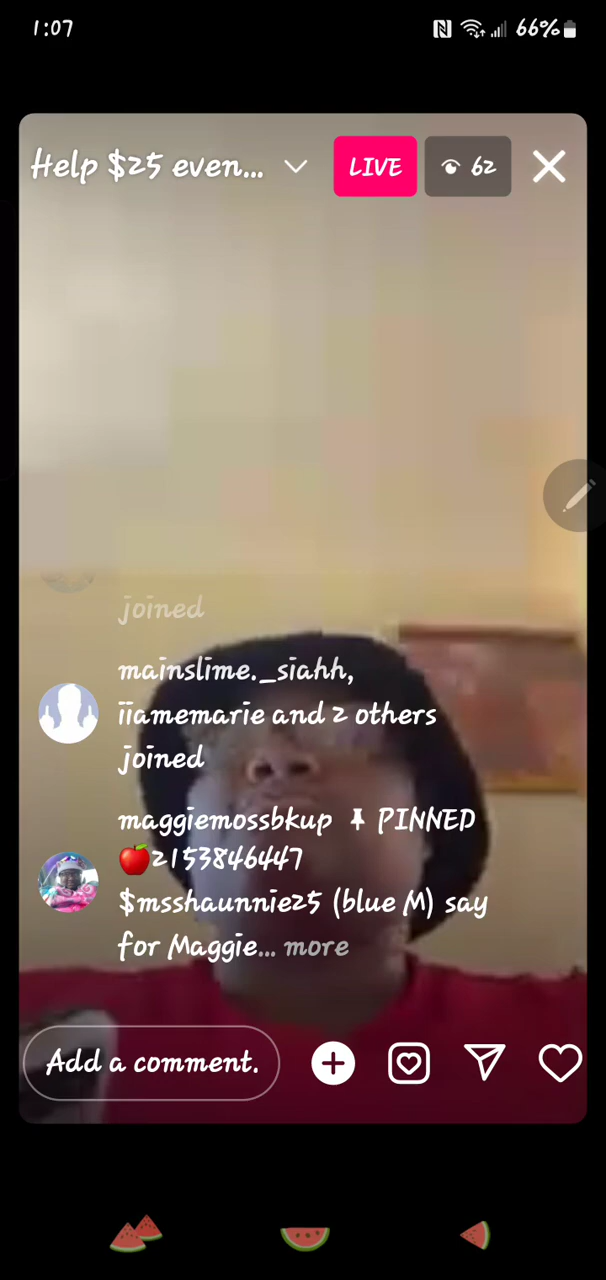 1:07
66%
Help $25 even...
LIVE
62
joined
mainslime._siahh,
iiamemarie and 2 others
joined
maggiemossbkup 📌 PINNED
🍎2153846447
$msshaunnie25 (blue M) say
for Maggie... more
Add a comment.